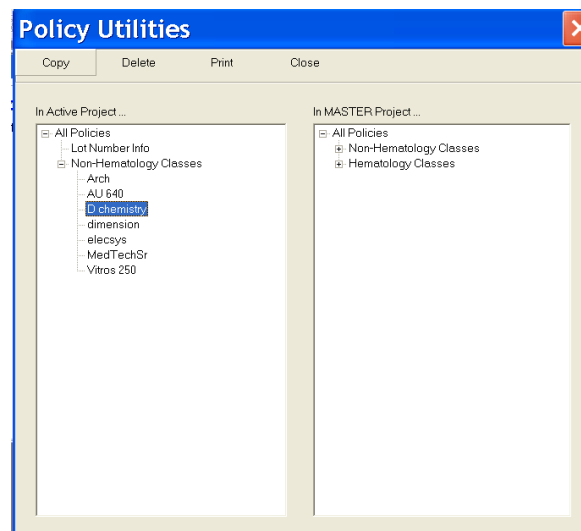 Policy Utilities
Copy Delete Print Close
In Active Project ...
All Policies
Lot Number Info
Non-Hematology Classes
Arch
AU 640
D chemistry
dimension
elecsys
MedTechSr
Vitros 250
In MASTER Project ...
All Policies
Non-Hematology Classes
Hematology Classes